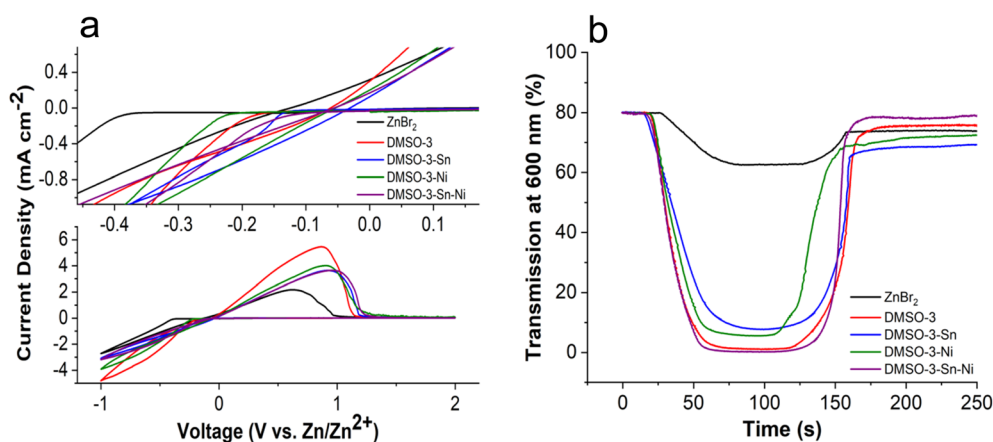 a
Current Density (mA cm-2)
0.4
0.0
-0.4
-0.8
ZnBr2
DMSO-3
DMSO-3-Sn
DMSO-3-Ni
DMSO-3-Sn-Ni
-0.4 -0.3 -0.2 -0.1 0.0 0.1
6
4
2
0
2
4
-1 0 1 2
Voltage (V vs. Zn/Zn2+)
b
Transmission at 600 nm (%)
100
80
60
40
20
0
ZnBr2
DMSO-3
DMSO-3-Sn
DMSO-3-Ni
DMSO-3-Sn-Ni
0 50 100 150 200 250
Time (s)